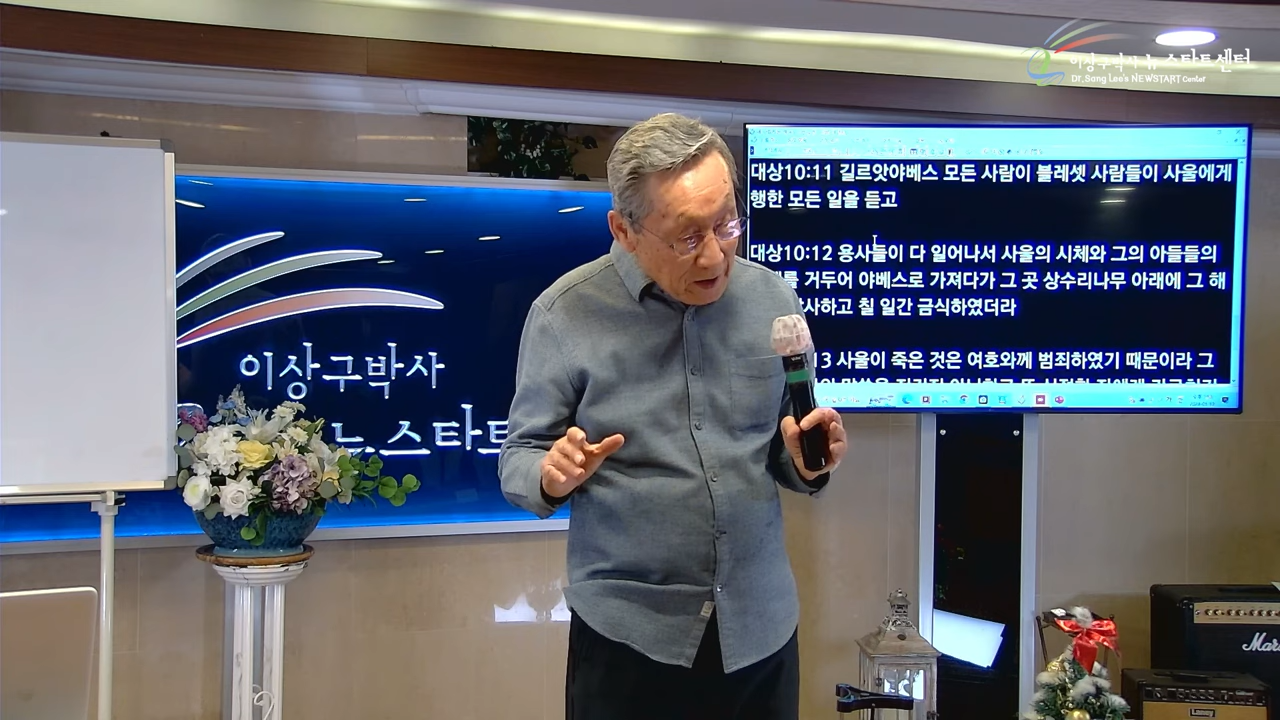 이상구박사 뉴스타트센터
Dr. Sang Lee's NEWSTART Center
대상10:11 길르앗야베스 모든 사람이 블레셋 사람들이 사울에게
행한 모든 일을 듣고
대상10:12 용사들이 다 일어나서 사울의 시체와 그의 아들들의
거두어 야베스로 가져다가 그 곳 상수리나무 아래에 그 해
장사하고 칠 일간 금식하였더라
13 사울이 죽은 것은 여호와께 범죄하였기 때문이라 그
이상구박사
뉴스타트
Laney